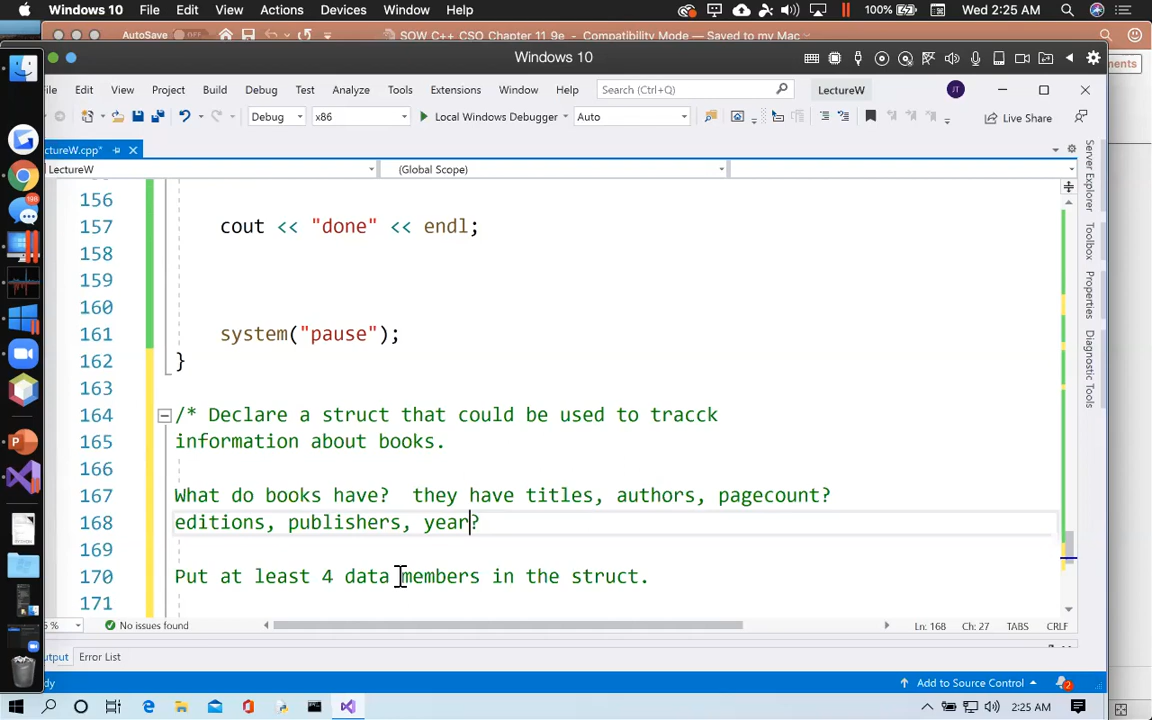 Windows 10 File Edit View Actions Devices Window Help 100% Wed 2:25 AM
AutoSave OFF SOW C++ CSO Chapter 11 9e - Compatibility Mode — Saved to my Mac
Windows 10
ments
ile Edit View Project Build Debug Test Analyze Tools Extensions Window Help Search (Ctrl+Q) LectureW JT
Debug x86 Local Windows Debugger Auto Live Share
ctureW.cpp*
LectureW (Global Scope)
Server Explorer
Toolbox
Properties
Diagnostic Tools
156
157 cout << "done" << endl;
158
159
160
161 system("pause");
162 }
163
164 /* Declare a struct that could be used to tracck
165 information about books.
166
167 What do books have?  they have titles, authors, pagecount?
168 editions, publishers, year?
169
170 Put at least 4 data members in the struct.
171
% No issues found Ln: 168 Ch: 27 TABS CRLF
utput Error List
dy Add to Source Control 2
2:25 AM